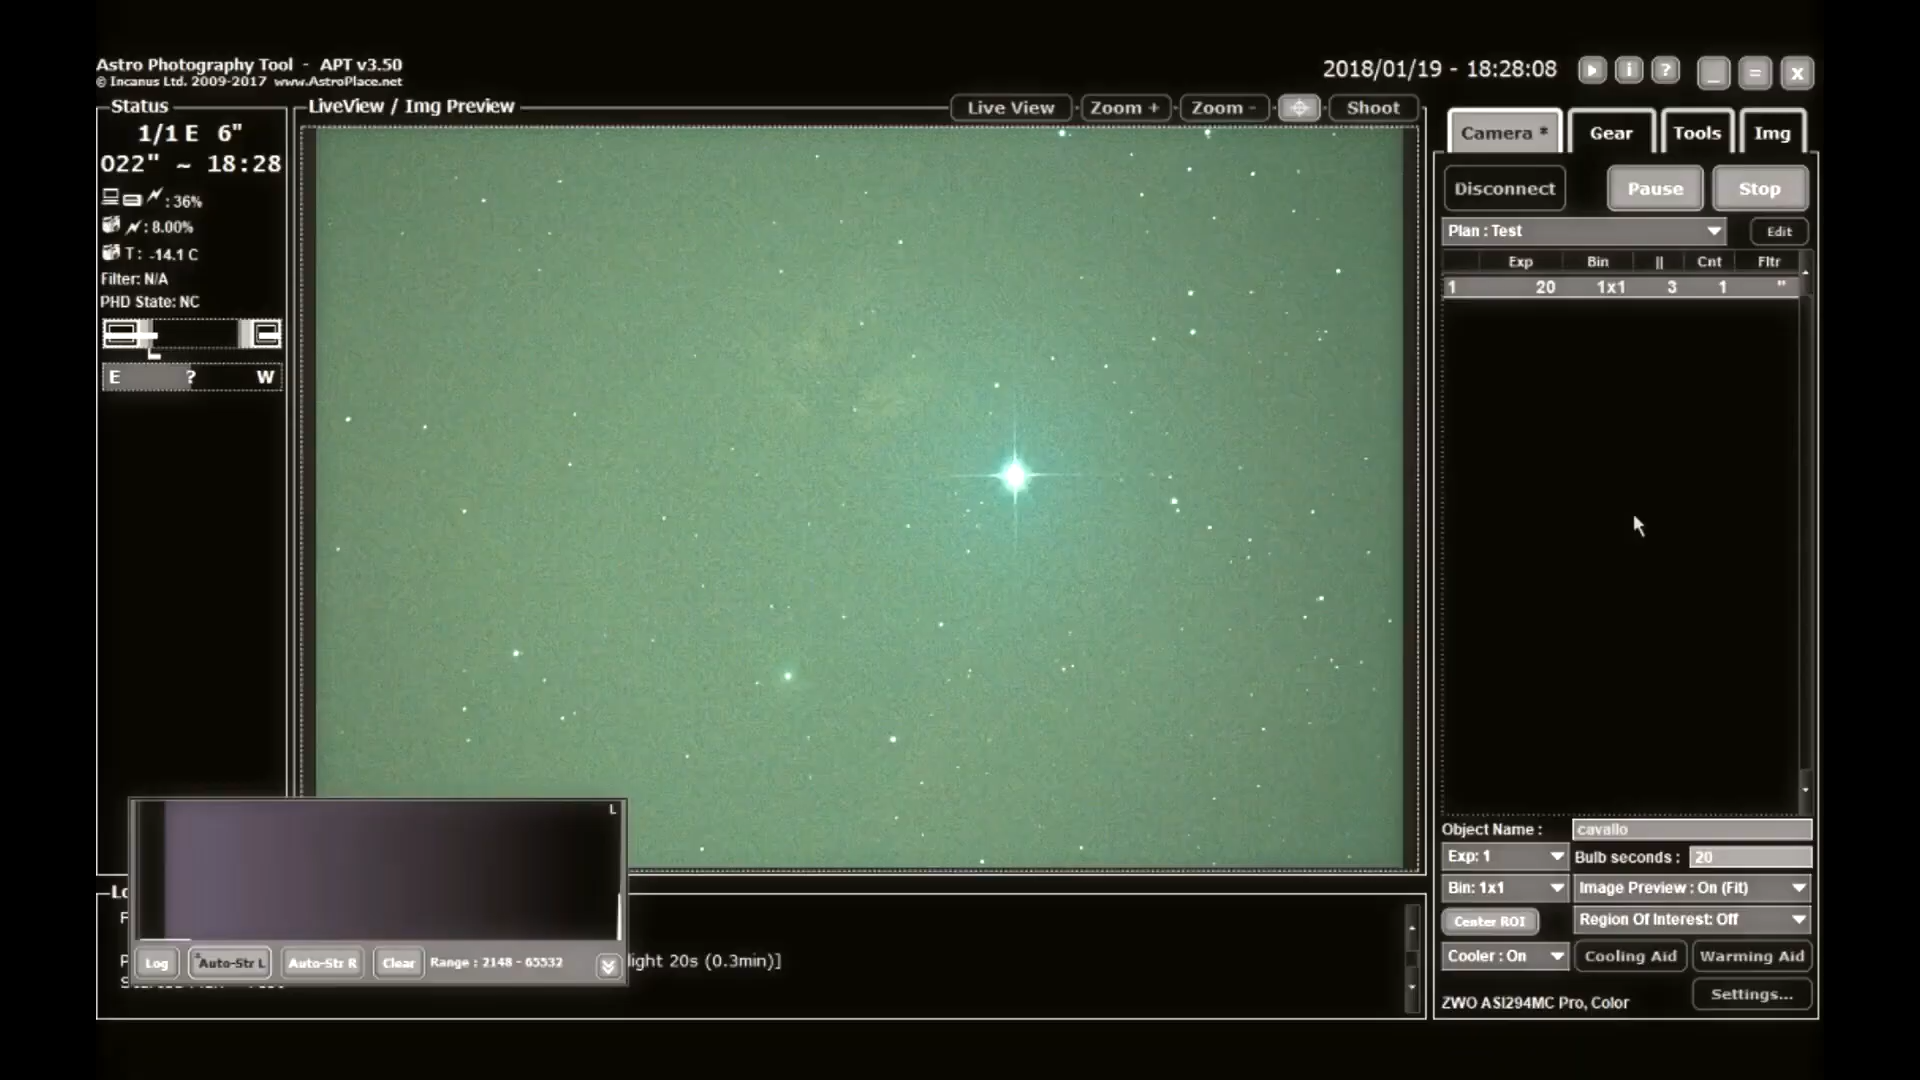 Astro Photography Tool - APT v3.50
© Incanus Ltd. 2009-2017 www.AstroPlace.net
2018/01/19 - 18:28:08
i
?
_
=
x
Status
1/1 E 6"
022" ~ 18:28
: 36%
: 8.00%
T: -14.1 C
Filter: N/A
PHD State: NC
E ? W
LiveView / Img Preview
Live View
Zoom +
Zoom -
Shoot
Camera *
Gear
Tools
Img
Disconnect
Pause
Stop
Plan : Test
Edit
Exp Bin || Cnt Fltr
1 20 1x1 3 1 "
Object Name :
cavallo
Exp: 1
Bulb seconds :
20
Bin: 1x1
Image Preview : On (Fit)
Center ROI
Region Of Interest: Off
Cooler : On
Cooling Aid
Warming Aid
ZWO ASI294MC Pro, Color
Settings...
L
Log
Auto-Str L
Auto-Str R
Clear
Range : 2148 - 65532
light 20s (0.3min)]